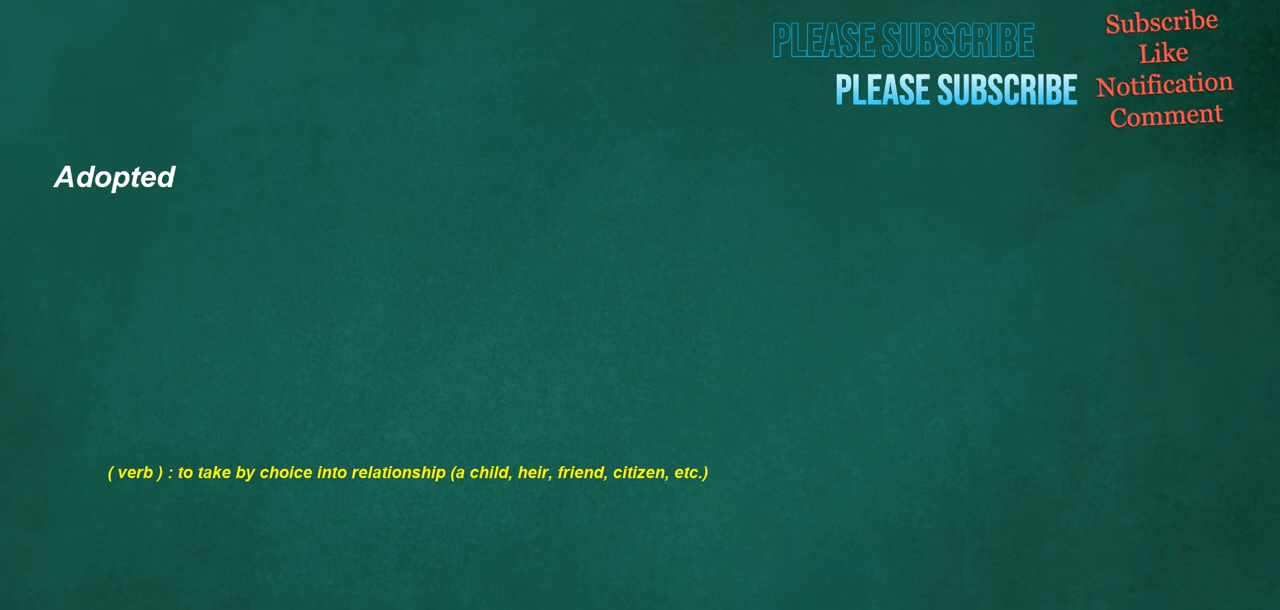 PLEASE SUBSCRIBE
PLEASE SUBSCRIBE
Subscribe
Like
Notification
Comment
Adopted
( verb ) : to take by choice into relationship (a child, heir, friend, citizen, etc.)